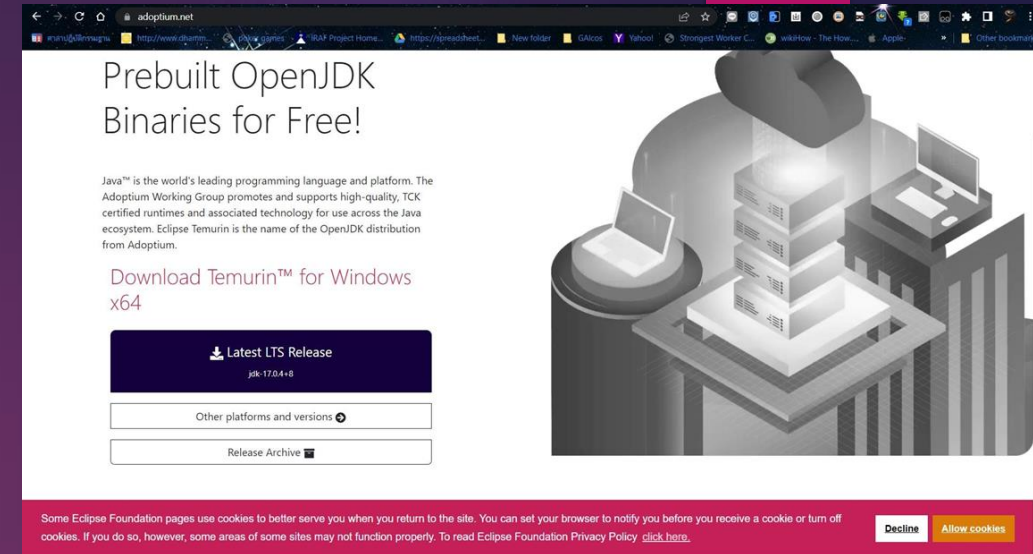 adoptium.net
http://www.dhamm...
poker games
IRAF Project Home...
https://spreadsheet...
New folder
GAlcos
Yahoo!
Strongest Worker C...
wikiHow - The How...
Apple
»
Other bookmarks
Prebuilt OpenJDK
Binaries for Free!
Java™ is the world's leading programming language and platform. The
Adoptium Working Group promotes and supports high-quality, TCK
certified runtimes and associated technology for use across the Java
ecosystem. Eclipse Temurin is the name of the OpenJDK distribution
from Adoptium.
Download Temurin™ for Windows
x64
Latest LTS Release
jdk-17.0.4+8
Other platforms and versions
Release Archive
Some Eclipse Foundation pages use cookies to better serve you when you return to the site. You can set your browser to notify you before you receive a cookie or turn off
cookies. If you do so, however, some areas of some sites may not function properly. To read Eclipse Foundation Privacy Policy click here.
Decline
Allow cookies